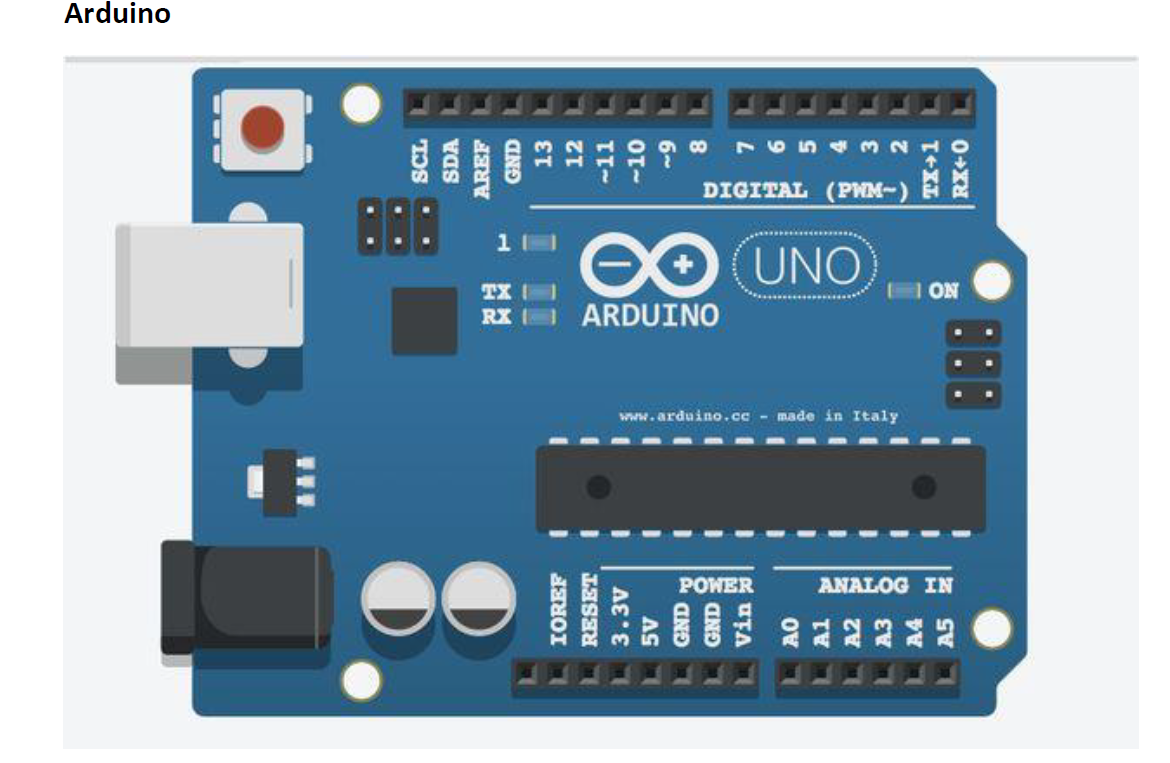 Arduino
SCL
SDA
AREF
GND
13
12
~11
~10
~9
8
7
6
5
4
3
2
TX→1
RX←0
DIGITAL (PWM~)
1
TX
RX
ARDUINO
UNO
ON
www.arduino.cc - made in Italy
POWER
ANALOG IN
IOREF
RESET
3.3V
5V
GND
GND
Vin
A0
A1
A2
A3
A4
A5